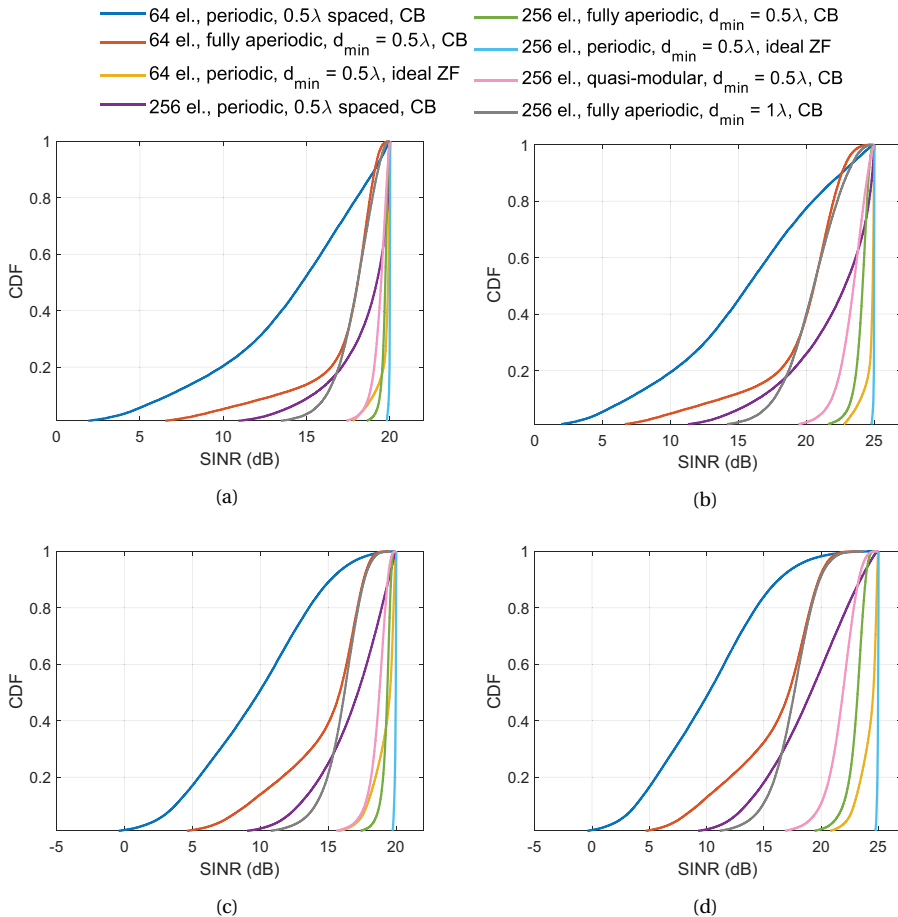 64 el., periodic, 0.5λ spaced, CB
64 el., fully aperiodic, dmin = 0.5λ, CB
64 el., periodic, dmin = 0.5λ, ideal ZF
256 el., periodic, 0.5λ spaced, CB
256 el., fully aperiodic, dmin = 0.5λ, CB
256 el., periodic, dmin = 0.5λ, ideal ZF
256 el., quasi-modular, dmin = 0.5λ, CB
256 el., fully aperiodic, dmin = 1λ, CB
1
0.8
0.6
0.4
0.2
CDF
0 5 10 15 20
SINR (dB)
(a)
1
0.8
0.6
0.4
0.2
CDF
0 5 10 15 20 25
SINR (dB)
(b)
1
0.8
0.6
0.4
0.2
CDF
-5 0 5 10 15 20
SINR (dB)
(c)
1
0.8
0.6
0.4
0.2
CDF
-5 0 5 10 15 20 25
SINR (dB)
(d)